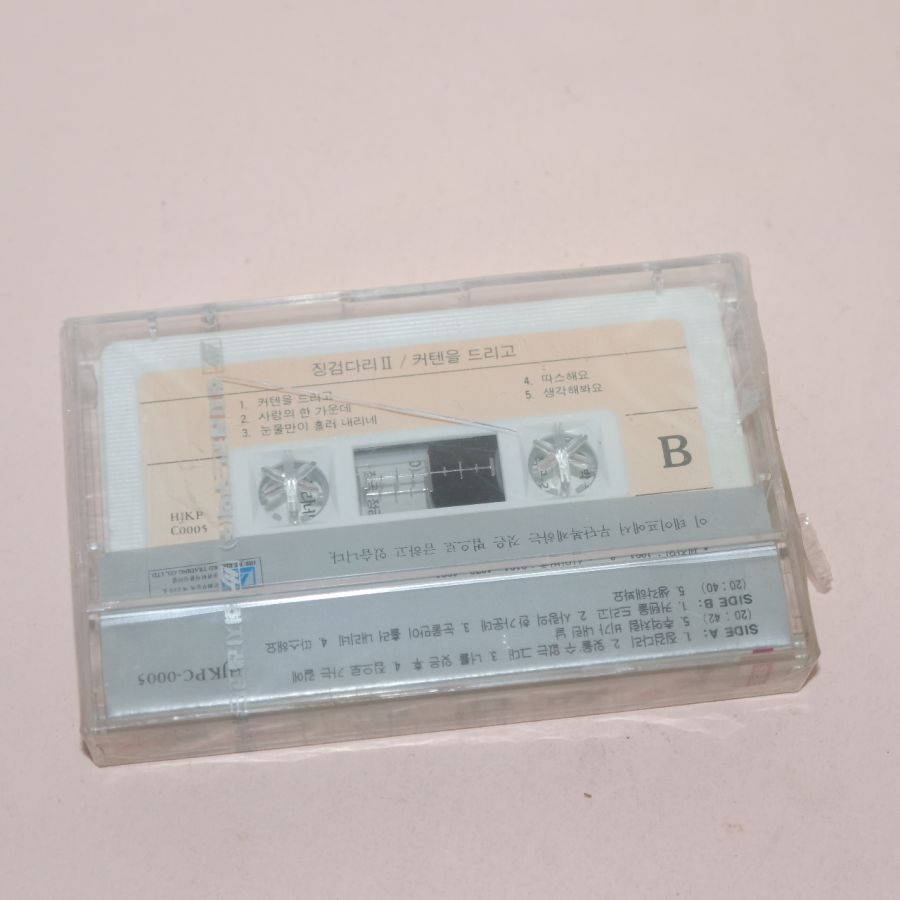 징검다리 II / 커텐을 드리고
1. 커텐을 드리고
2. 사랑의 한 가운데
3. 눈물만이 흘러 내리네
4. 따스해요
5. 생각해봐요
B
HJKP
C0005
이 테이프에서 무단복제하는 것은 법으로 금하고 있습니다.
SIDE A: 1. 징검다리 2. 잊을 수 없는 그대 3. 너를 잊은 후 4. 집으로 가는 길에
(20:42) 5. 추억처럼 비가 내린 날
SIDE B: 1. 커텐을 드리고 2. 사랑의 한 가운데 3. 눈물만이 흘러 내리네 4. 따스해요
(20:40) 5. 생각해봐요
HJKPC-0005